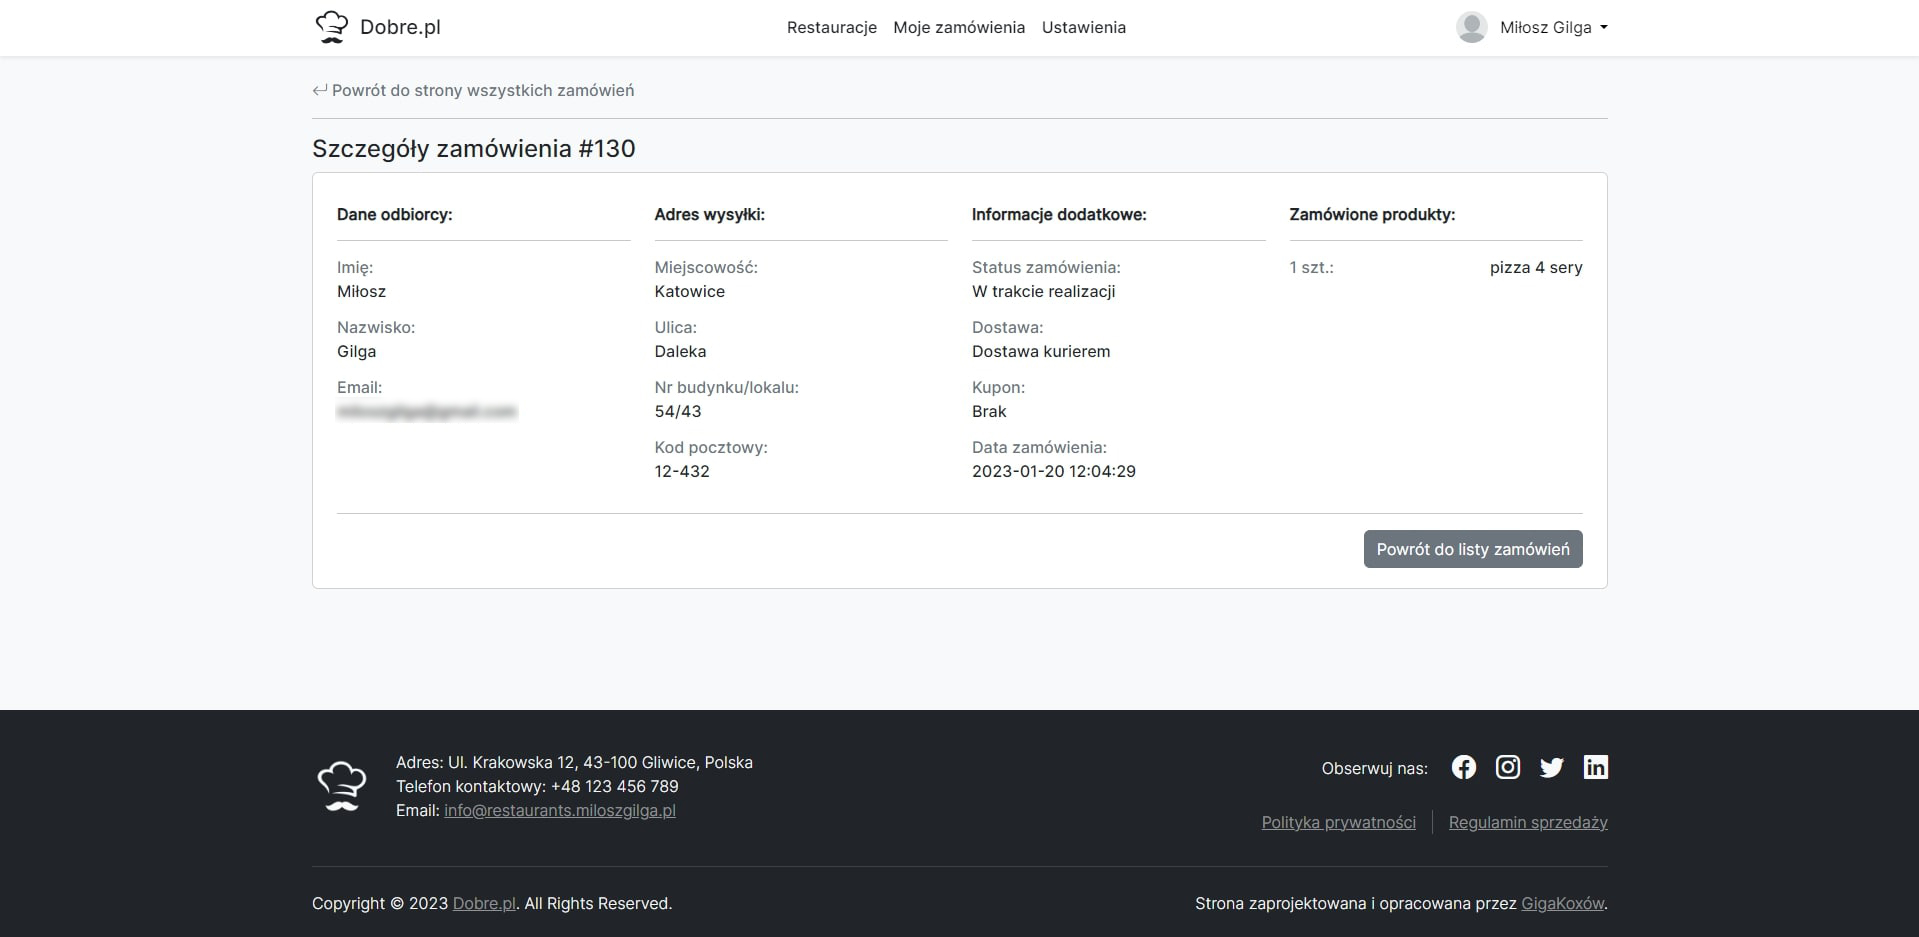 Dobre.pl
Restauracje Moje zamówienia Ustawienia
Miłosz Gilga
Powrót do strony wszystkich zamówień
Szczegóły zamówienia #130
Dane odbiorcy:
Imię:
Miłosz
Nazwisko:
Gilga
Email:
Adres wysyłki:
Miejscowość:
Katowice
Ulica:
Daleka
Nr budynku/lokalu:
54/43
Kod pocztowy:
12-432
Informacje dodatkowe:
Status zamówienia:
W trakcie realizacji
Dostawa:
Dostawa kurierem
Kupon:
Brak
Data zamówienia:
2023-01-20 12:04:29
Zamówione produkty:
1 szt.: pizza 4 sery
Powrót do listy zamówień
Adres: Ul. Krakowska 12, 43-100 Gliwice, Polska
Telefon kontaktowy: +48 123 456 789
Email: info@restaurants.miloszgilga.pl
Obserwuj nas:
Polityka prywatności Regulamin sprzedaży
Copyright © 2023 Dobre.pl. All Rights Reserved.
Strona zaprojektowana i opracowana przez GigaKoxów.